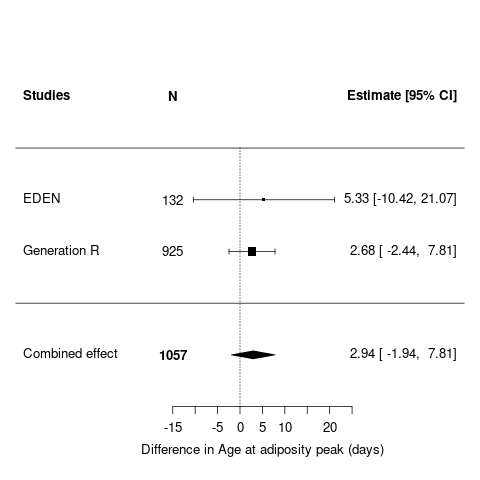 Studies N Estimate [95% CI]
EDEN 132 5.33 [-10.42, 21.07]
Generation R 925 2.68 [ -2.44, 7.81]
Combined effect 1057 2.94 [ -1.94, 7.81]
-15 -5 0 5 10 20
Difference in Age at adiposity peak (days)